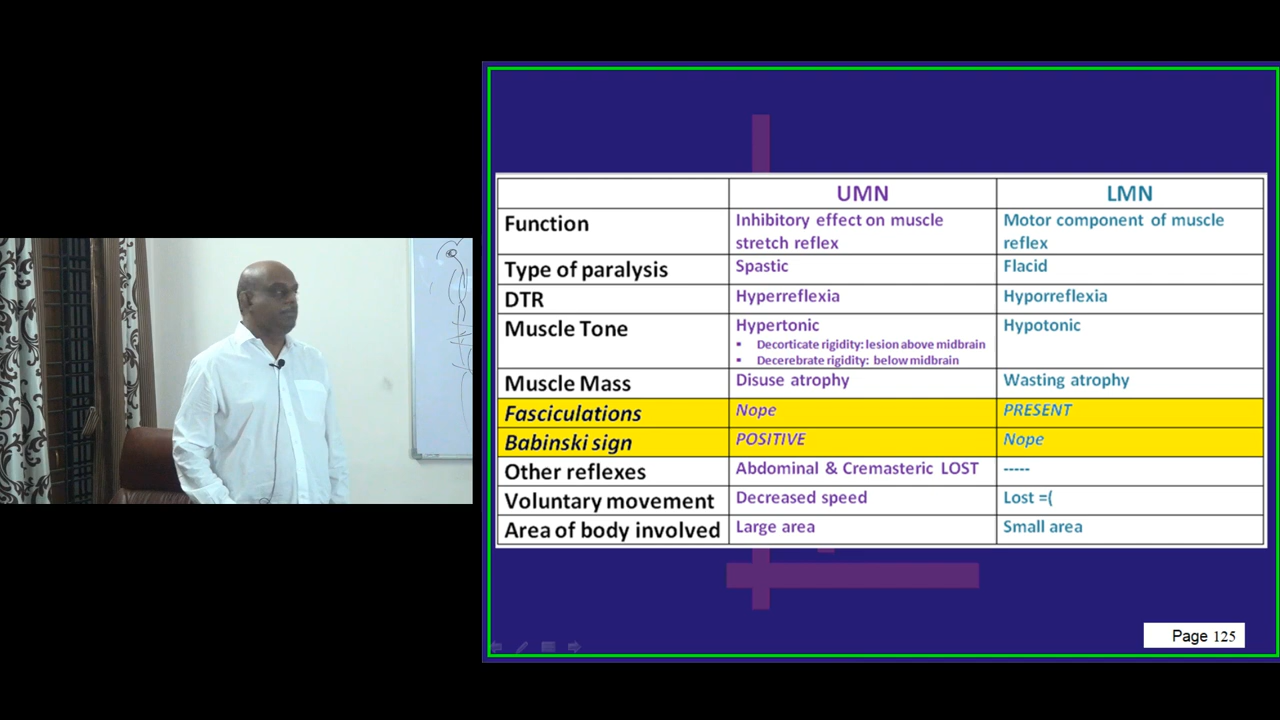 UMN LMN
Function Inhibitory effect on muscle Motor component of muscle
stretch reflex reflex
Type of paralysis Spastic Flacid
DTR Hyperreflexia Hyporreflexia
Muscle Tone Hypertonic Hypotonic
▪ Decorticate rigidity: lesion above midbrain
▪ Decerebrate rigidity: below midbrain
Muscle Mass Disuse atrophy Wasting atrophy
Fasciculations Nope PRESENT
Babinski sign POSITIVE Nope
Other reflexes Abdominal & Cremasteric LOST -----
Voluntary movement Decreased speed Lost =(
Area of body involved Large area Small area
Page 125